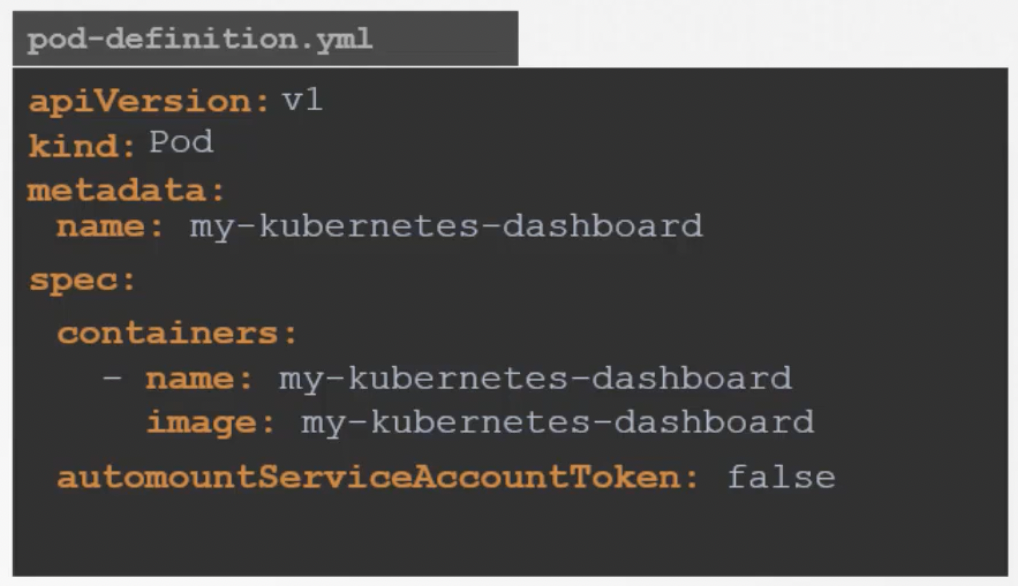 pod-definition.yml
apiVersion: v1
kind: Pod
metadata:
  name: my-kubernetes-dashboard
spec:
  containers:
    - name: my-kubernetes-dashboard
      image: my-kubernetes-dashboard
  automountServiceAccountToken: false